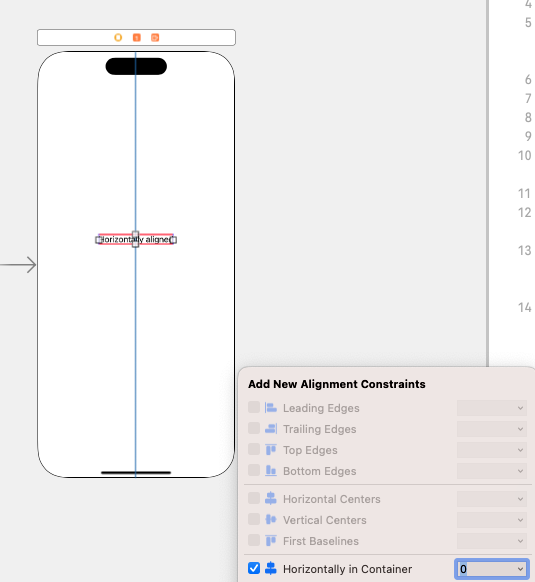 4
5
6
7
8
9
10
11
12
13
14
Horizontally aligned
Add New Alignment Constraints
Leading Edges
Trailing Edges
Top Edges
Bottom Edges
Horizontal Centers
Vertical Centers
First Baselines
Horizontally in Container 0